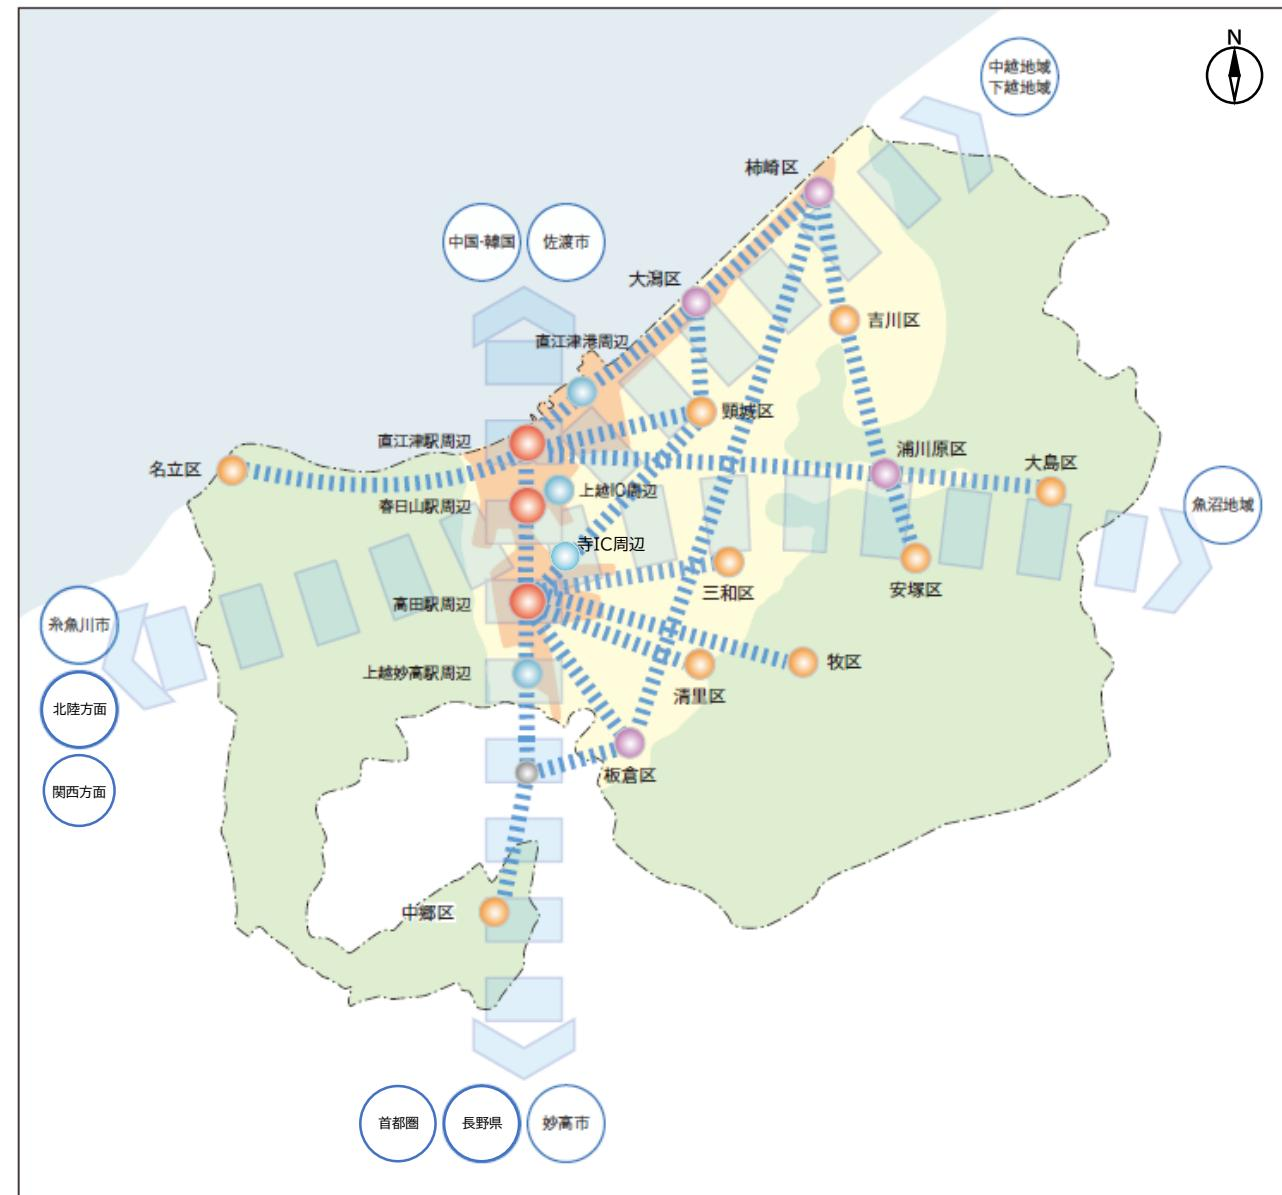 N
中越地域
下越地域
柿崎区
中国・韓国
佐渡市
大潟区
吉川区
直江津港周辺
頸城区
直江津駅周辺
浦川原区
名立区
大島区
上越IC周辺
春日山駅周辺
魚沼地域
寺IC周辺
三和区
安塚区
高田駅周辺
糸魚川市
牧区
上越妙高駅周辺
清里区
北陸方面
板倉区
関西方面
中郷区
首都圏
長野県
妙高市